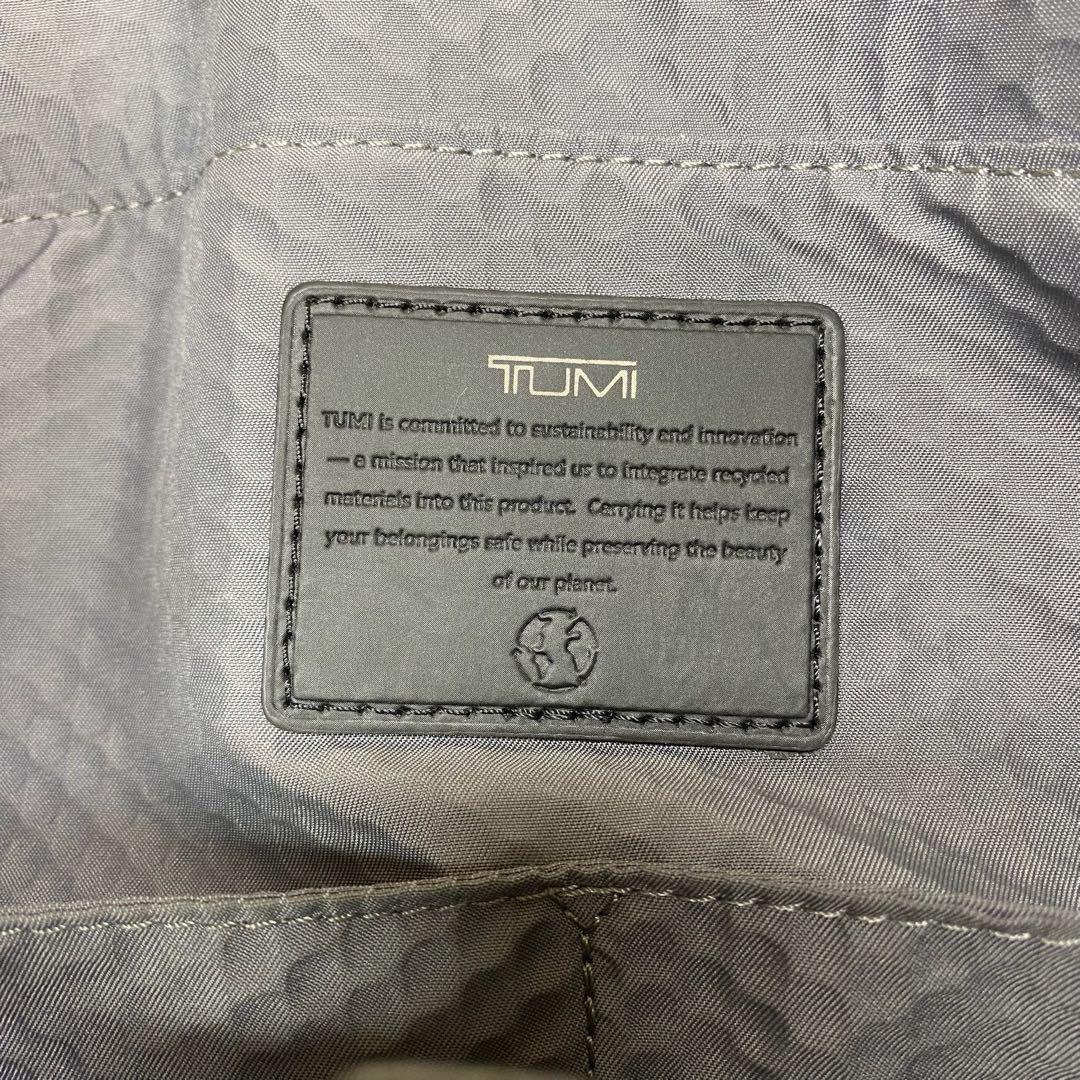 TUMI
TUMI is committed to sustainability and innovation
— a mission that inspired us to integrate recycled
materials into this product. Carrying it helps keep
your belongings safe while preserving the beauty
of our planet.